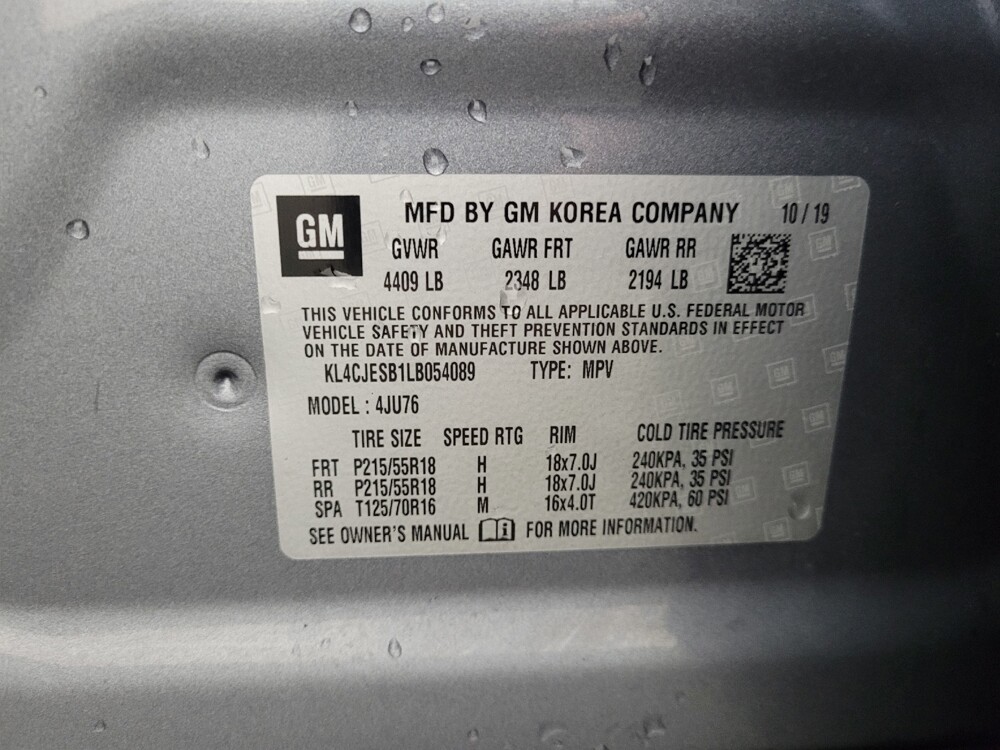 GM
MFD BY GM KOREA COMPANY 10/19
GVWR GAWR FRT GAWR RR
4409 LB 2348 LB 2194 LB
THIS VEHICLE CONFORMS TO ALL APPLICABLE U.S. FEDERAL MOTOR
VEHICLE SAFETY AND THEFT PREVENTION STANDARDS IN EFFECT
ON THE DATE OF MANUFACTURE SHOWN ABOVE.
KL4CJESB1LB054089 TYPE: MPV
MODEL : 4JU76
TIRE SIZE SPEED RTG RIM COLD TIRE PRESSURE
FRT P215/55R18 H 18x7.0J 240KPA, 35 PSI
RR P215/55R18 H 18x7.0J 240KPA, 35 PSI
SPA T125/70R16 M 16x4.0T 420KPA, 60 PSI
SEE OWNER'S MANUAL FOR MORE INFORMATION.